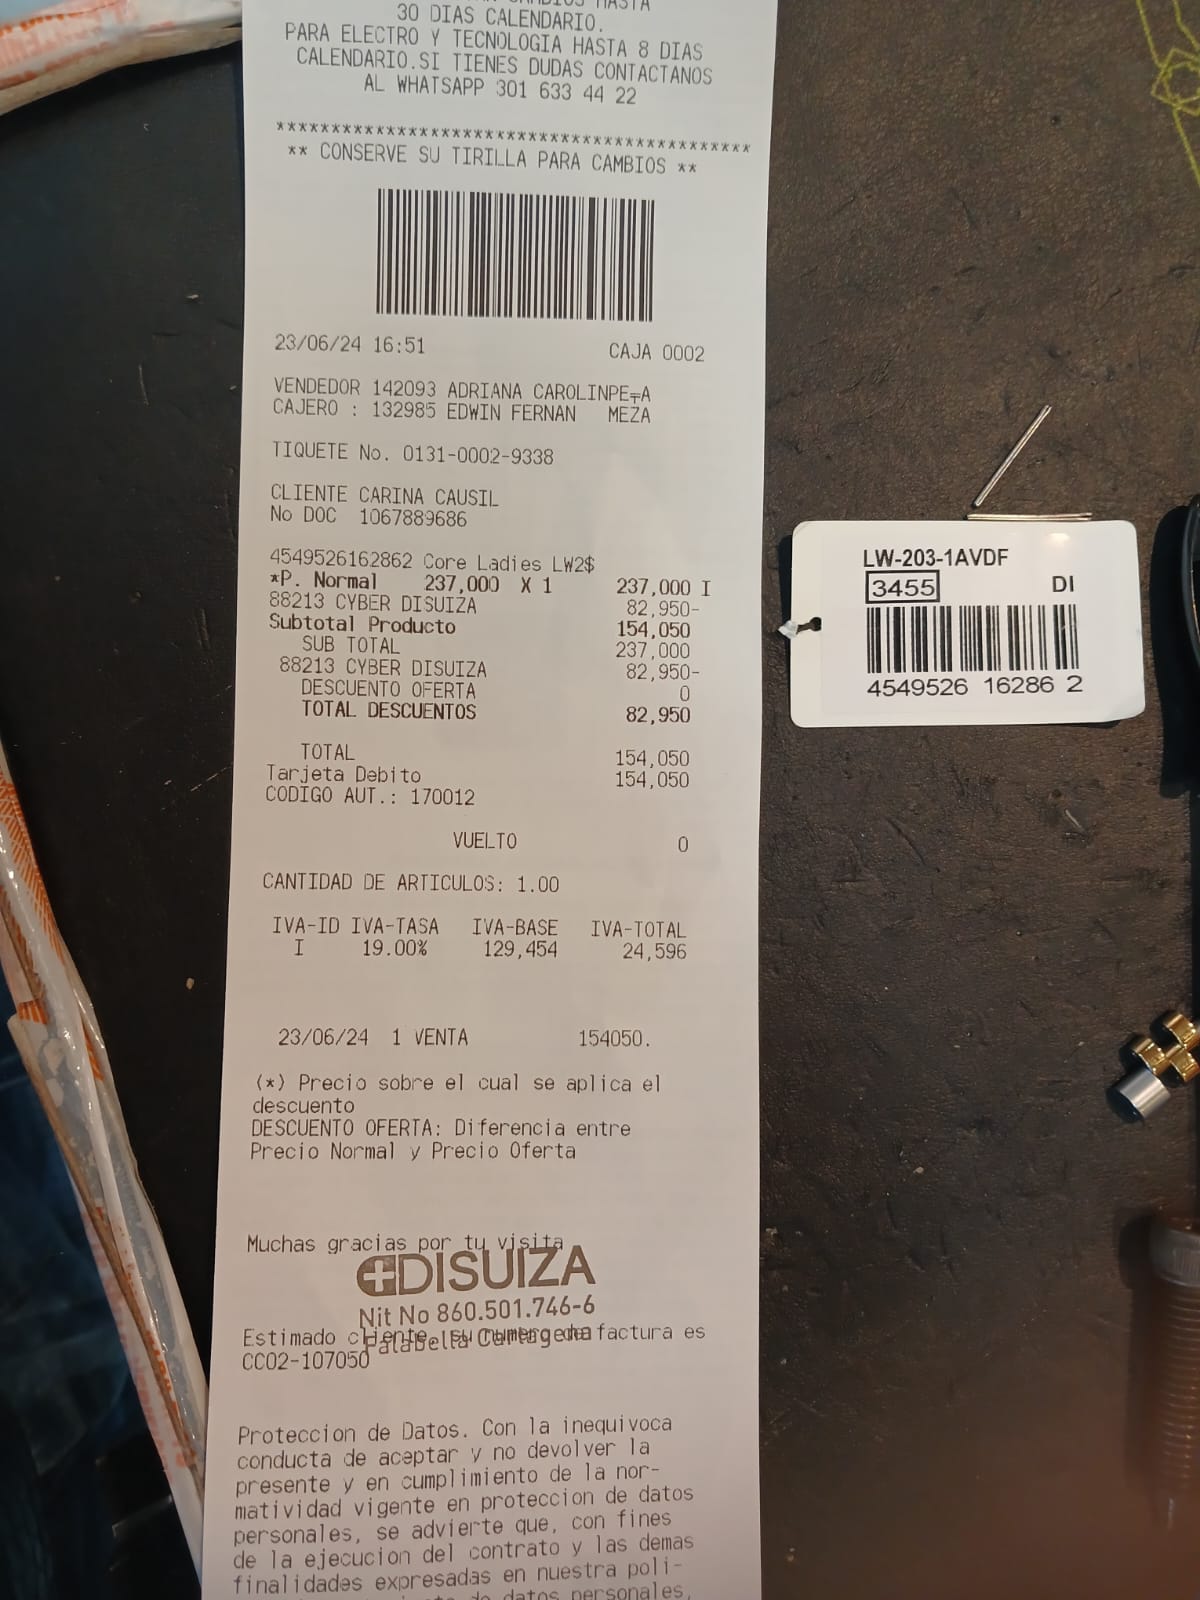 30 DIAS CALENDARIO.
PARA ELECTRO Y TECNOLOGIA HASTA 8 DIAS
CALENDARIO.SI TIENES DUDAS CONTACTANOS
AL WHATSAPP 301 633 44 22
*******************************************
** CONSERVE SU TIRILLA PARA CAMBIOS **
23/06/24 16:51 CAJA 0002
VENDEDOR 142093 ADRIANA CAROLINPE╤A
CAJERO : 132985 EDWIN FERNAN MEZA
TIQUETE No. 0131-0002-9338
CLIENTE CARINA CAUSIL
No DOC 1067889686
4549526162862 Core Ladies LW2$
*P. Normal 237,000 X 1 237,000 I
88213 CYBER DISUIZA 82,950-
Subtotal Producto 154,050
SUB TOTAL 237,000
88213 CYBER DISUIZA 82,950-
DESCUENTO OFERTA 0
TOTAL DESCUENTOS 82,950
TOTAL 154,050
Tarjeta Debito 154,050
CODIGO AUT.: 170012
VUELTO 0
CANTIDAD DE ARTICULOS: 1.00
IVA-ID IVA-TASA IVA-BASE IVA-TOTAL
I 19.00% 129,454 24,596
23/06/24 1 VENTA 154050.
(*) Precio sobre el cual se aplica el
descuento
DESCUENTO OFERTA: Diferencia entre
Precio Normal y Precio Oferta
Muchas gracias por tu visita
DISUIZA
Nit No 860.501.746-6
Falabella Cartagena
Estimado cliente, su numero de factura es
CC02-107050
Proteccion de Datos. Con la inequivoca
conducta de aceptar y no devolver la
presente y en cumplimiento de la nor-
matividad vigente en proteccion de datos
personales, se advierte que, con fines
de la ejecucion del contrato y las demas
finalidades expresadas en nuestra poli-
de datos personales,
LW-203-1AVDF
3455 DI
4549526 16286 2